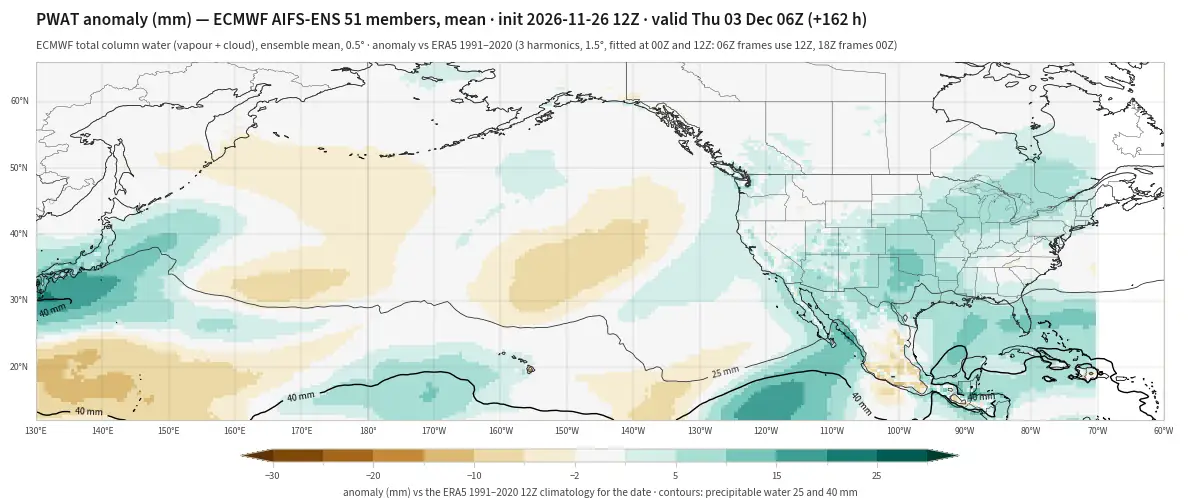 PWAT anomaly (mm) — ECMWF AIFS-ENS 51 members, mean · init 2026-11-26 12Z · valid Thu 03 Dec 06Z (+162 h)
ECMWF total column water (vapour + cloud), ensemble mean, 0.5° · anomaly vs ERA5 1991–2020 (3 harmonics, 1.5°, fitted at 00Z and 12Z: 06Z frames use 12Z, 18Z frames 00Z)
60°N
50°N
40°N
30°N
20°N
40 mm
25 mm
40 mm
40 mm
40 mm
40 mm
130°E 140°E 150°E 160°E 170°E 180° 170°W 160°W 150°W 140°W 130°W 120°W 110°W 100°W 90°W 80°W 70°W 60°W
−30 −20 −10 −2 5 15 25
anomaly (mm) vs the ERA5 1991–2020 12Z climatology for the date · contours: precipitable water 25 and 40 mm